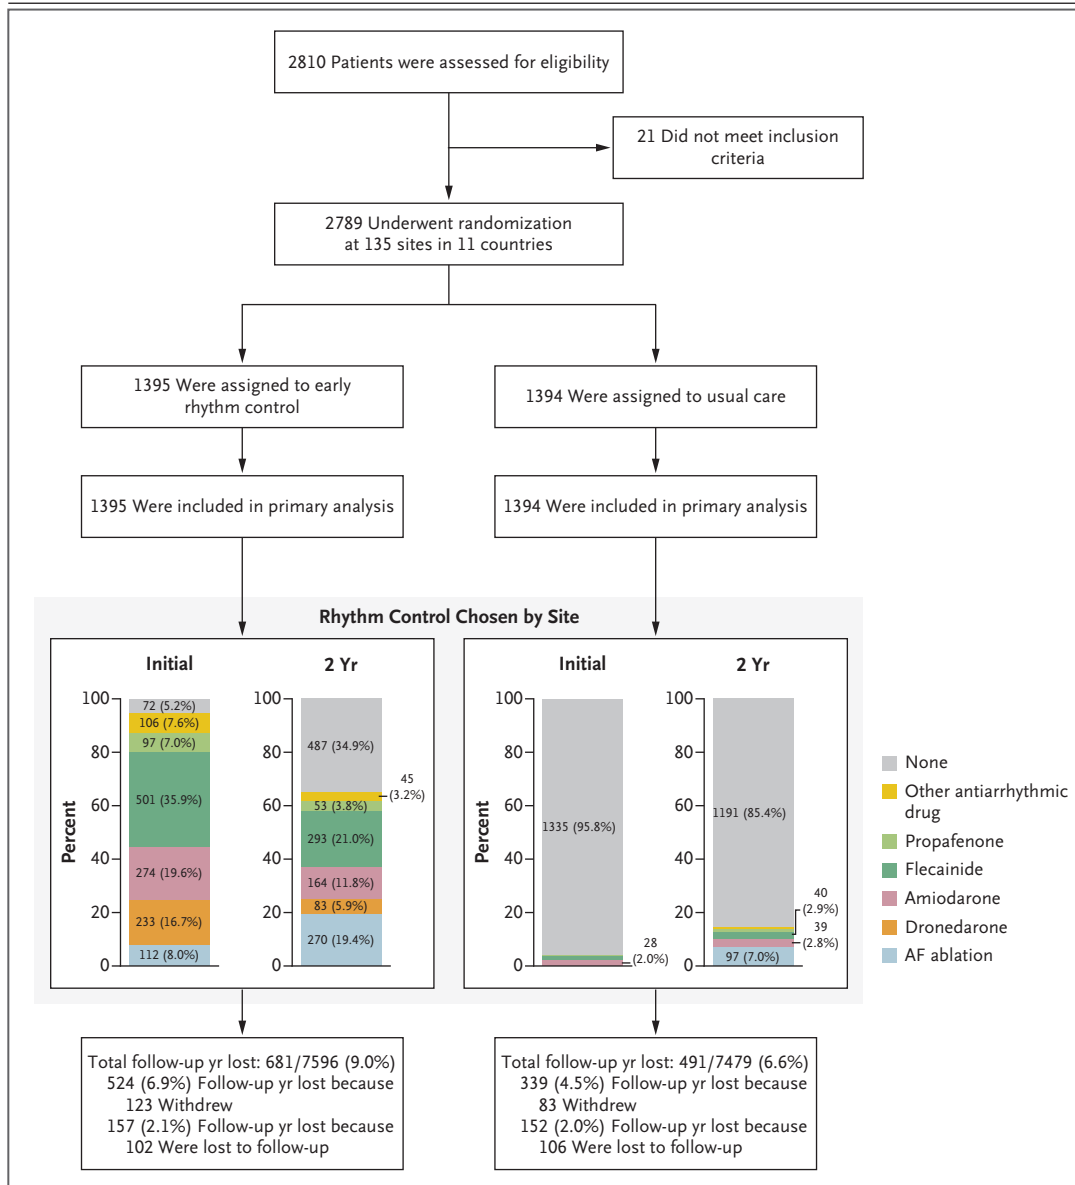 2810 Patients were assessed for eligibility
21 Did not meet inclusion
criteria
2789 Underwent randomization
at 135 sites in 11 countries
1395 Were assigned to early
rhythm control
1394 Were assigned to usual care
1395 Were included in primary analysis
1394 Were included in primary analysis
Rhythm Control Chosen by Site
Initial
2 Yr
Percent
100
80
60
40
20
0
72 (5.2%)
106 (7.6%)
97 (7.0%)
501 (35.9%)
274 (19.6%)
233 (16.7%)
112 (8.0%)
100
80
60
40
20
0
487 (34.9%)
45
(3.2%)
53 (3.8%)
293 (21.0%)
164 (11.8%)
83 (5.9%)
270 (19.4%)
Initial
2 Yr
Percent
100
80
60
40
20
0
1335 (95.8%)
28
(2.0%)
100
80
60
40
20
0
1191 (85.4%)
40
(2.9%)
39
(2.8%)
97 (7.0%)
None
Other antiarrhythmic
drug
Propafenone
Flecainide
Amiodarone
Dronedarone
AF ablation
Total follow-up yr lost: 681/7596 (9.0%)
524 (6.9%) Follow-up yr lost because
123 Withdrew
157 (2.1%) Follow-up yr lost because
102 Were lost to follow-up
Total follow-up yr lost: 491/7479 (6.6%)
339 (4.5%) Follow-up yr lost because
83 Withdrew
152 (2.0%) Follow-up yr lost because
106 Were lost to follow-up